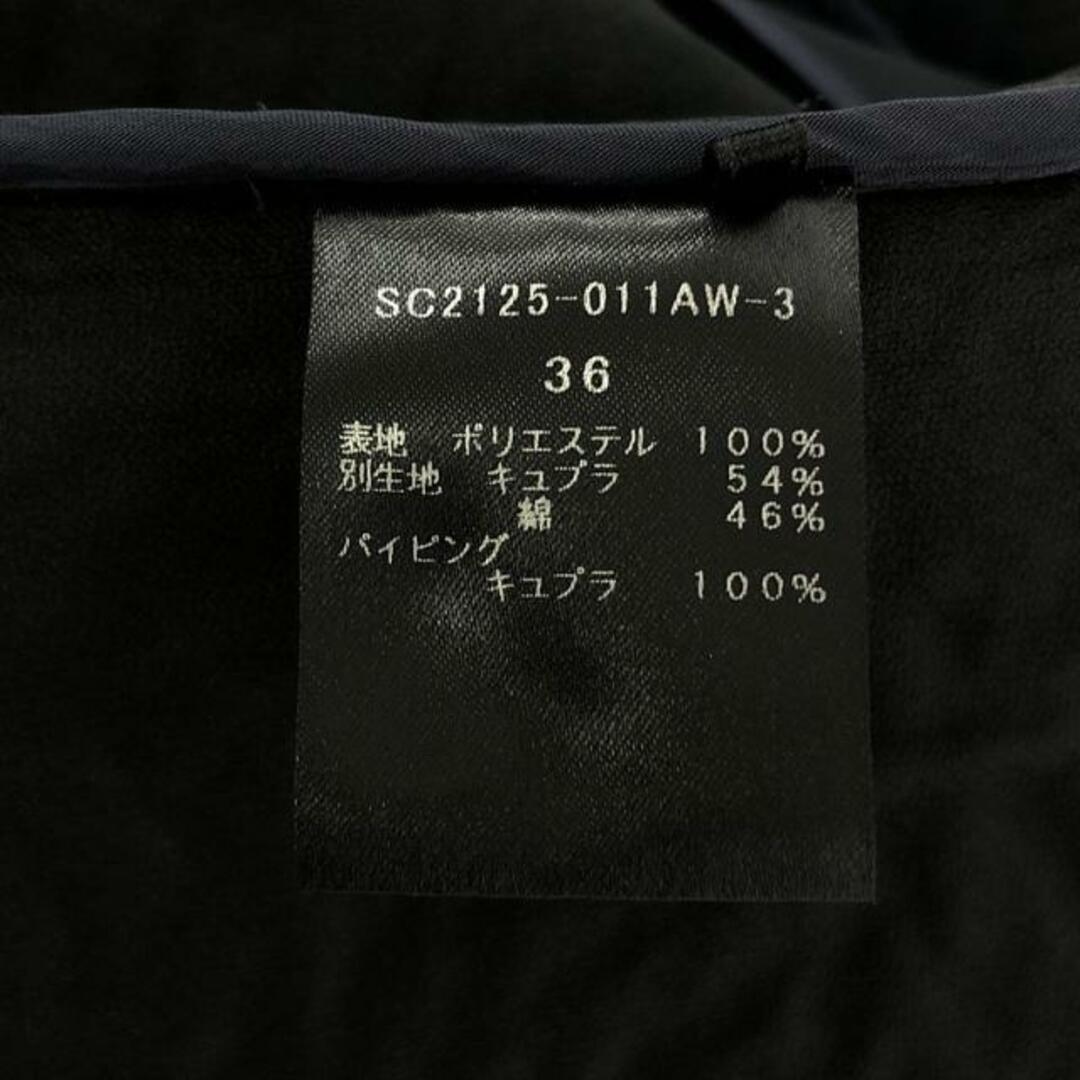 SC2125-011AW-3
36
表地 ポリエステル 100%
別生地 キュプラ 54%
綿 46%
パイピング
キュプラ 100%